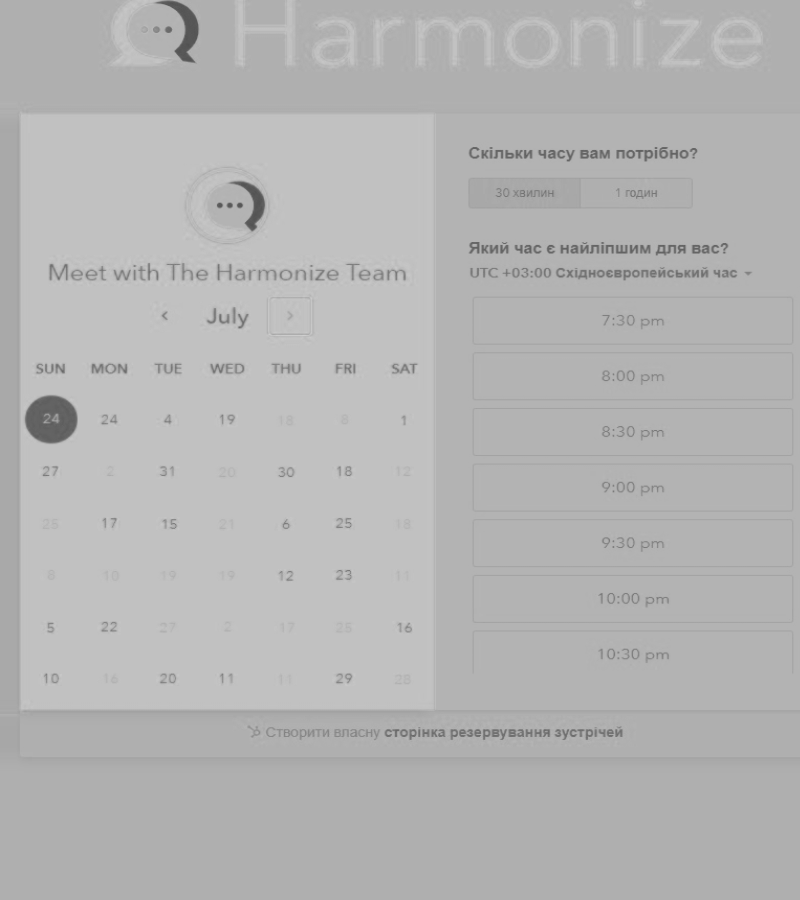 Harmonize
Meet with The Harmonize Team
July
SUN MON TUE WED THU FRI SAT
24 24 4 19 18 8 1
27 2 31 20 30 18 12
25 17 15 21 6 25 18
8 10 19 19 12 23 11
5 22 27 2 17 25 16
10 16 20 11 11 29 28
Скільки часу вам потрібно?
30 хвилин 1 годин
Який час є найліпшим для вас?
UTC +03:00 Східноєвропейський час
7:30 pm
8:00 pm
8:30 pm
9:00 pm
9:30 pm
10:00 pm
10:30 pm
Створити власну сторінка резервування зустрічей